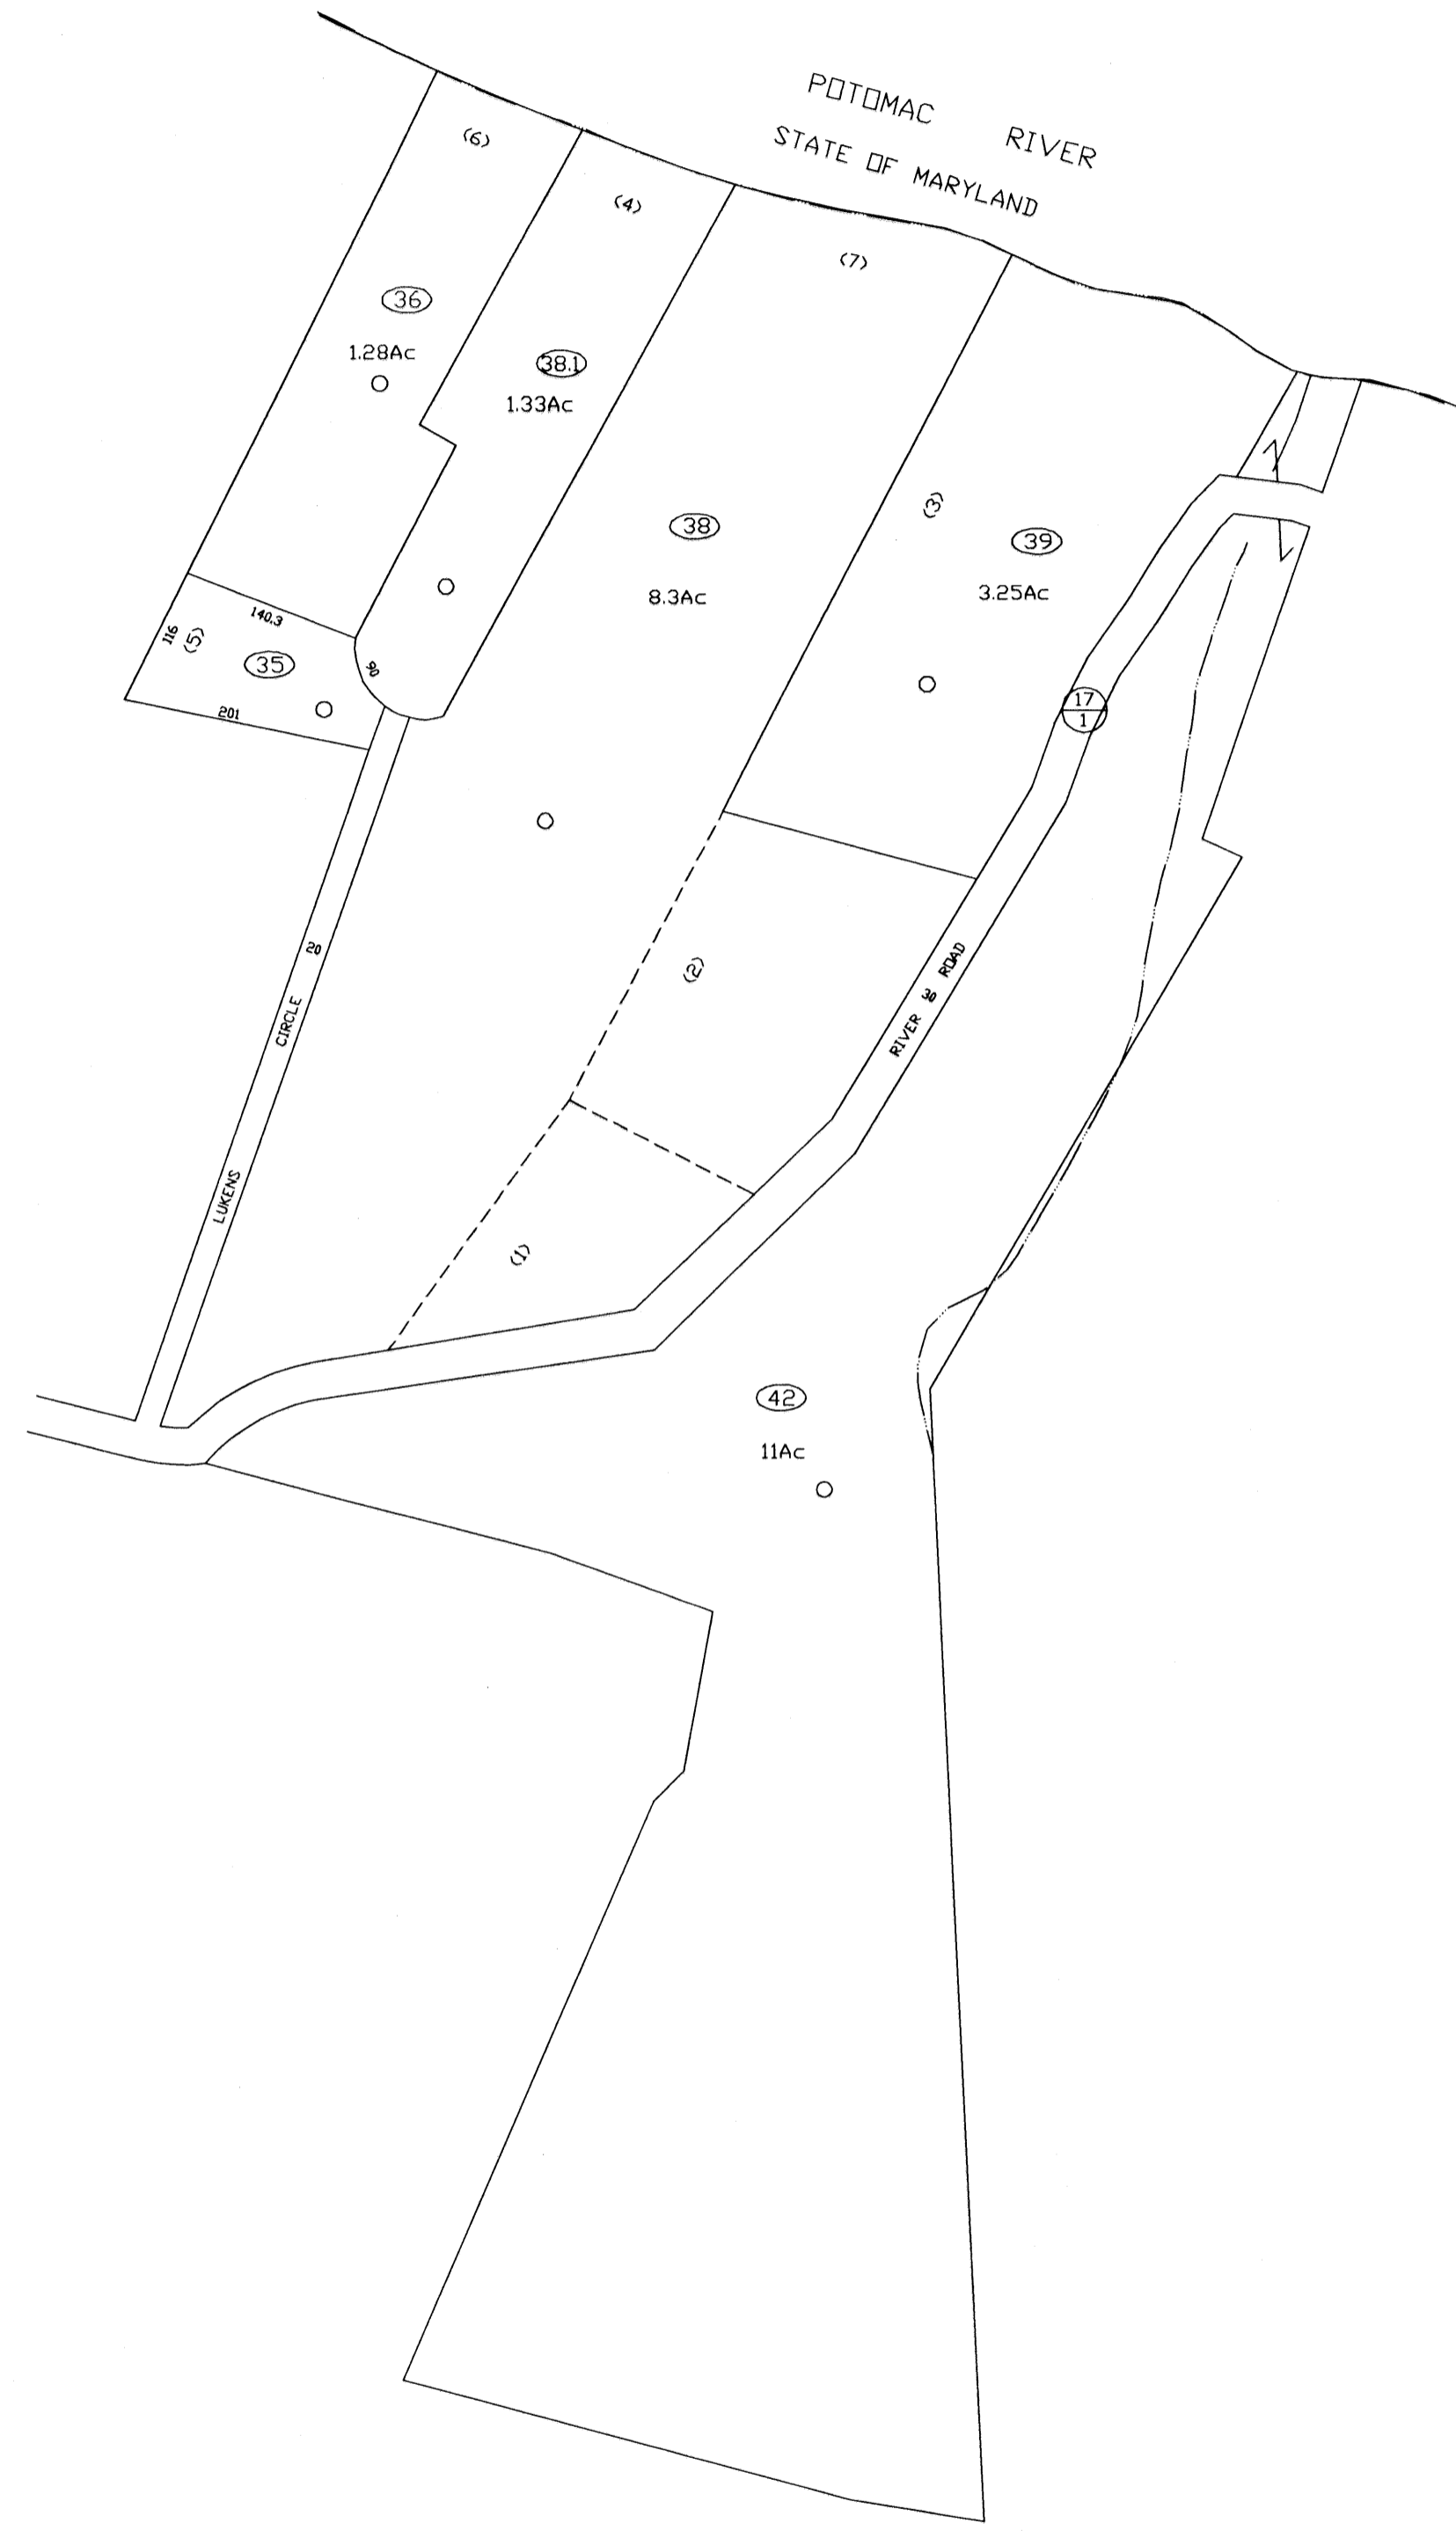 POTOMAC RIVER
STATE OF MARYLAND
(6)
(4)
(7)
36
1.28Ac
38.1
1.33Ac
(3)
38
8.3Ac
39
3.25Ac
140.3
116
(5)
35
90
201
17
1
20
CIRCLE
LUKENS
(2)
RIVER 30 ROAD
(1)
42
11Ac